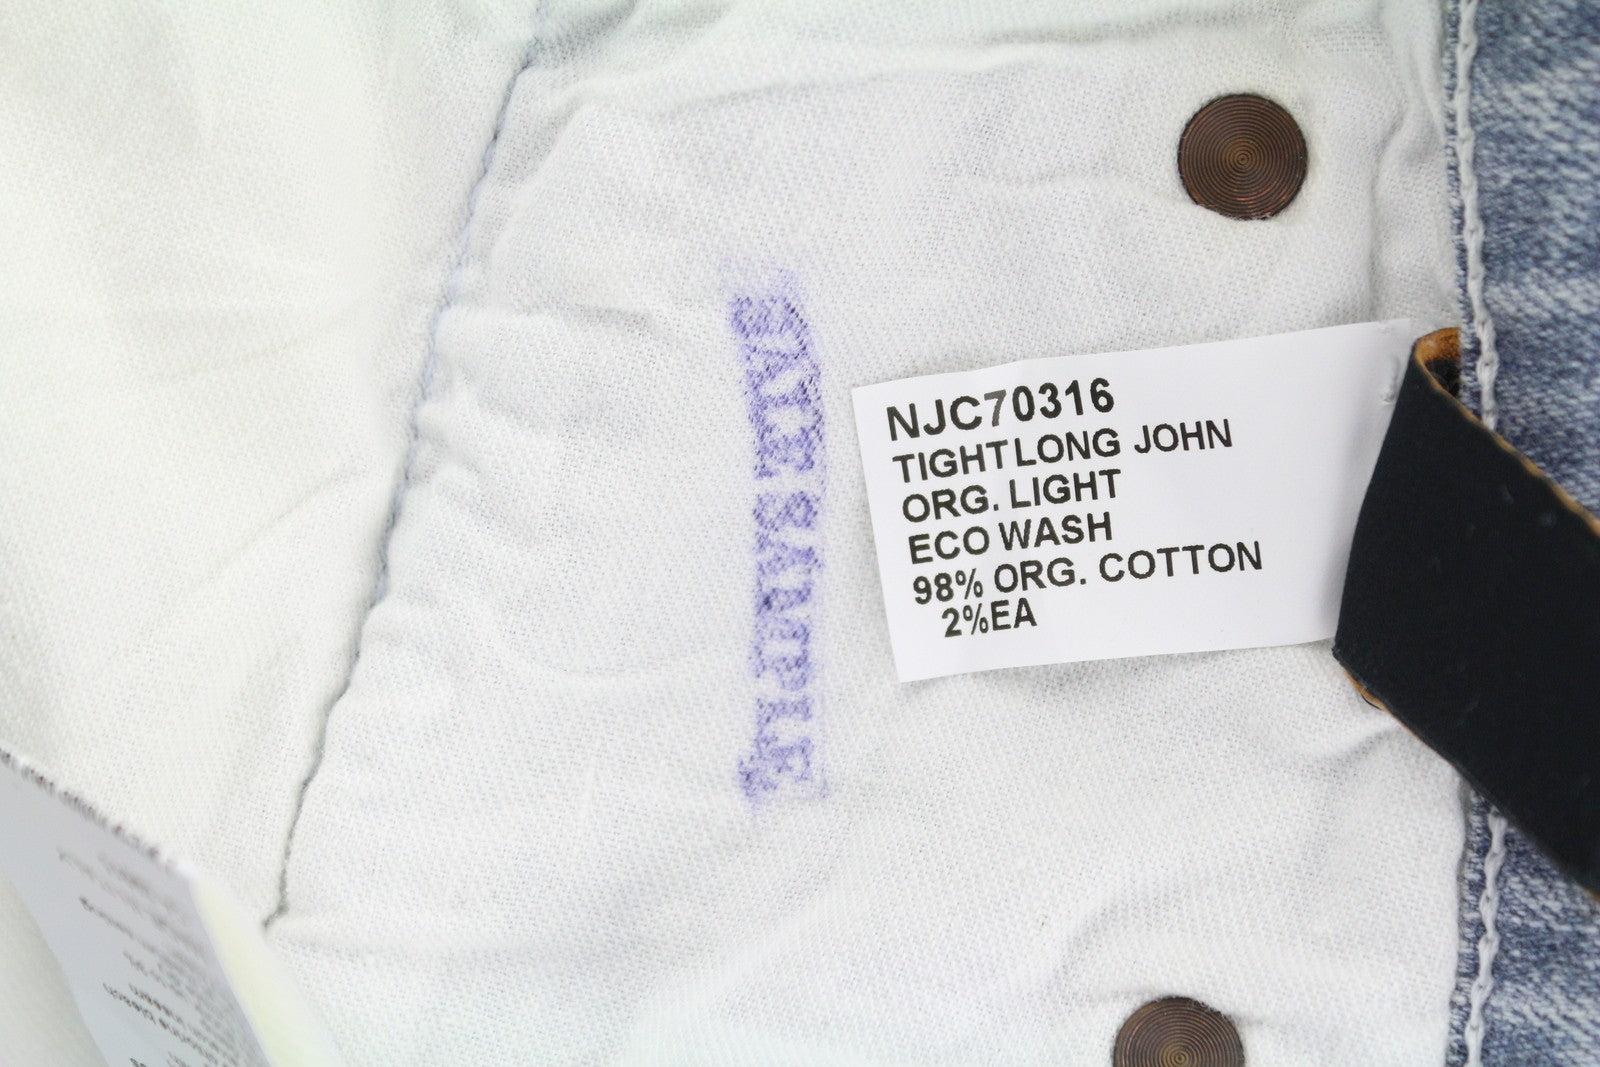 SALE SAMPLE
NJC70316
TIGHT LONG JOHN
ORG. LIGHT
ECO WASH
98% ORG. COTTON
2%EA